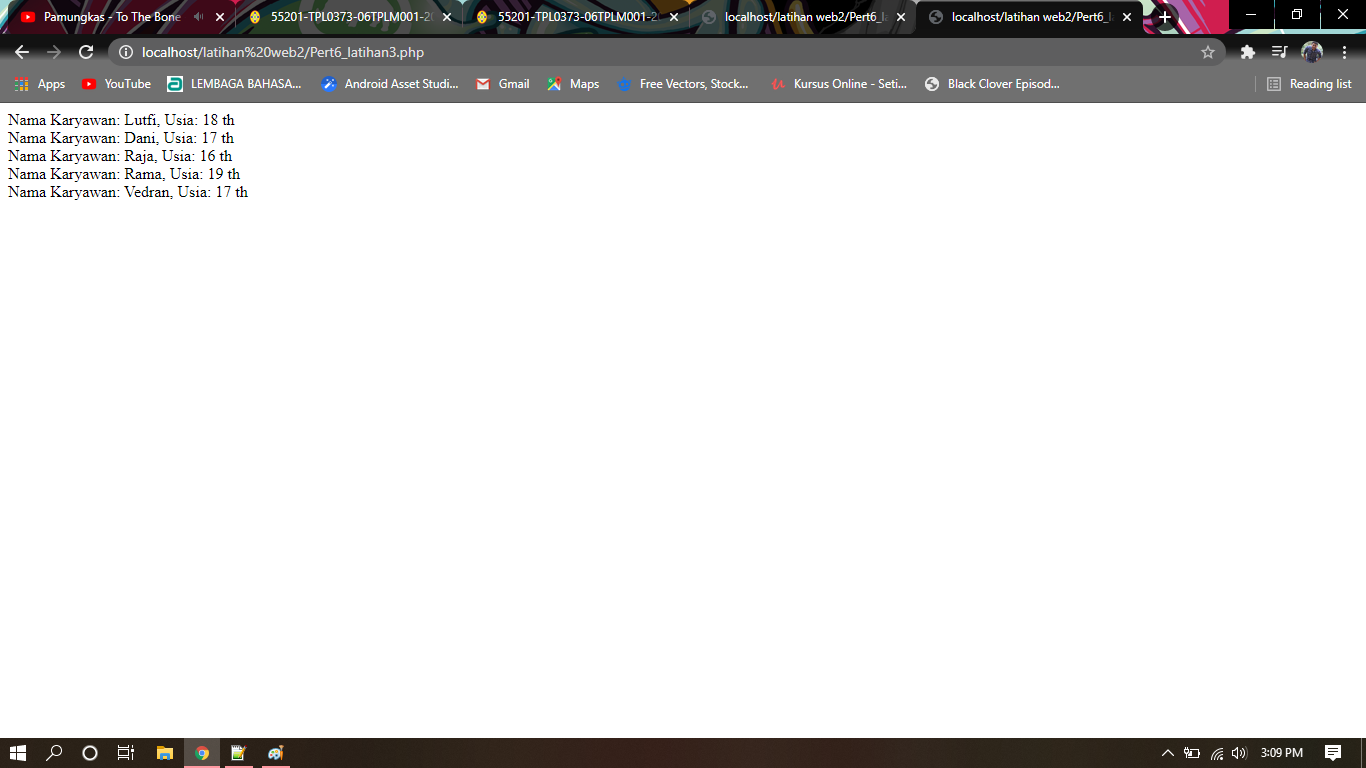 Pamungkas - To The Bone
55201-TPL0373-06TPLM001-20
55201-TPL0373-06TPLM001-2
localhost/latihan web2/Pert6_la
localhost/latihan web2/Pert6_la
localhost/latihan%20web2/Pert6_latihan3.php
Apps
YouTube
LEMBAGA BAHASA...
Android Asset Studi...
Gmail
Maps
Free Vectors, Stock...
Kursus Online - Seti...
Black Clover Episod...
Reading list
Nama Karyawan: Lutfi, Usia: 18 th
Nama Karyawan: Dani, Usia: 17 th
Nama Karyawan: Raja, Usia: 16 th
Nama Karyawan: Rama, Usia: 19 th
Nama Karyawan: Vedran, Usia: 17 th
3:09 PM